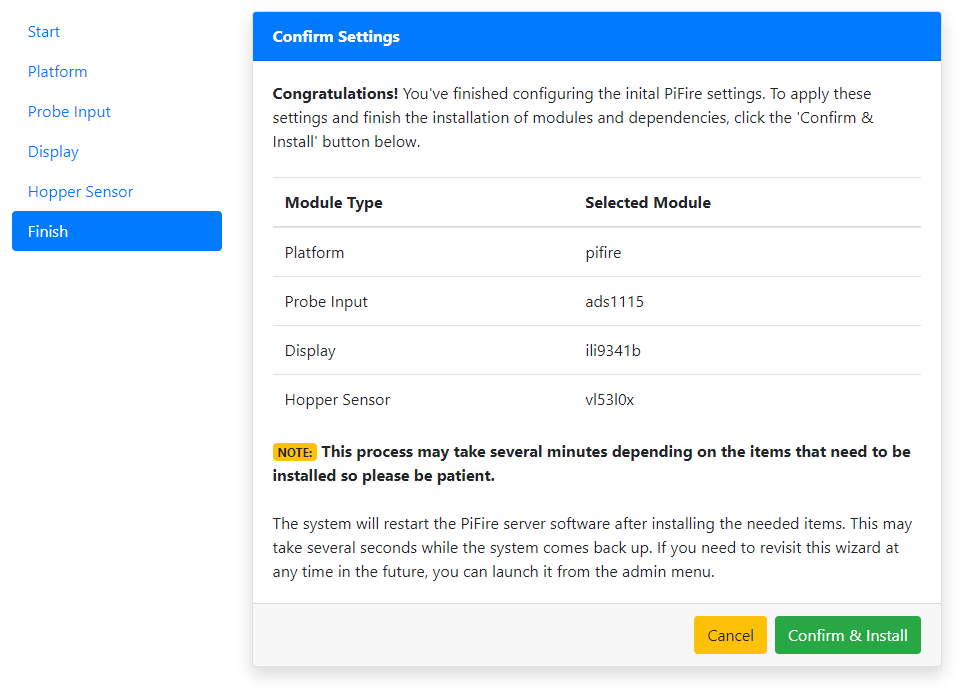 Start
Platform
Probe Input
Display
Hopper Sensor
Finish
Confirm Settings
Congratulations! You've finished configuring the inital PiFire settings. To apply these
settings and finish the installation of modules and dependencies, click the 'Confirm &
Install' button below.
Module Type Selected Module
Platform pifire
Probe Input ads1115
Display ili9341b
Hopper Sensor vl53l0x
NOTE: This process may take several minutes depending on the items that need to be
installed so please be patient.
The system will restart the PiFire server software after installing the needed items. This may
take several seconds while the system comes back up. If you need to revisit this wizard at
any time in the future, you can launch it from the admin menu.
Cancel Confirm & Install